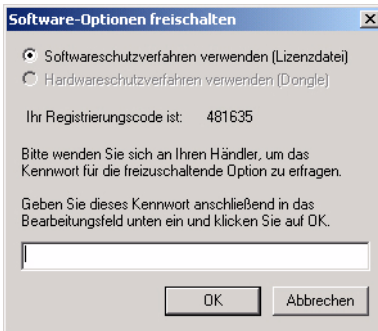 Software-Optionen freischalten
Softwareschutzverfahren verwenden (Lizenzdatei)
Hardwareschutzverfahren verwenden (Dongle)
Ihr Registrierungscode ist: 481635
Bitte wenden Sie sich an Ihren Händler, um das
Kennwort für die freizuschaltende Option zu erfragen.
Geben Sie dieses Kennwort anschließend in das
Bearbeitungsfeld unten ein und klicken Sie auf OK.
OK Abbrechen